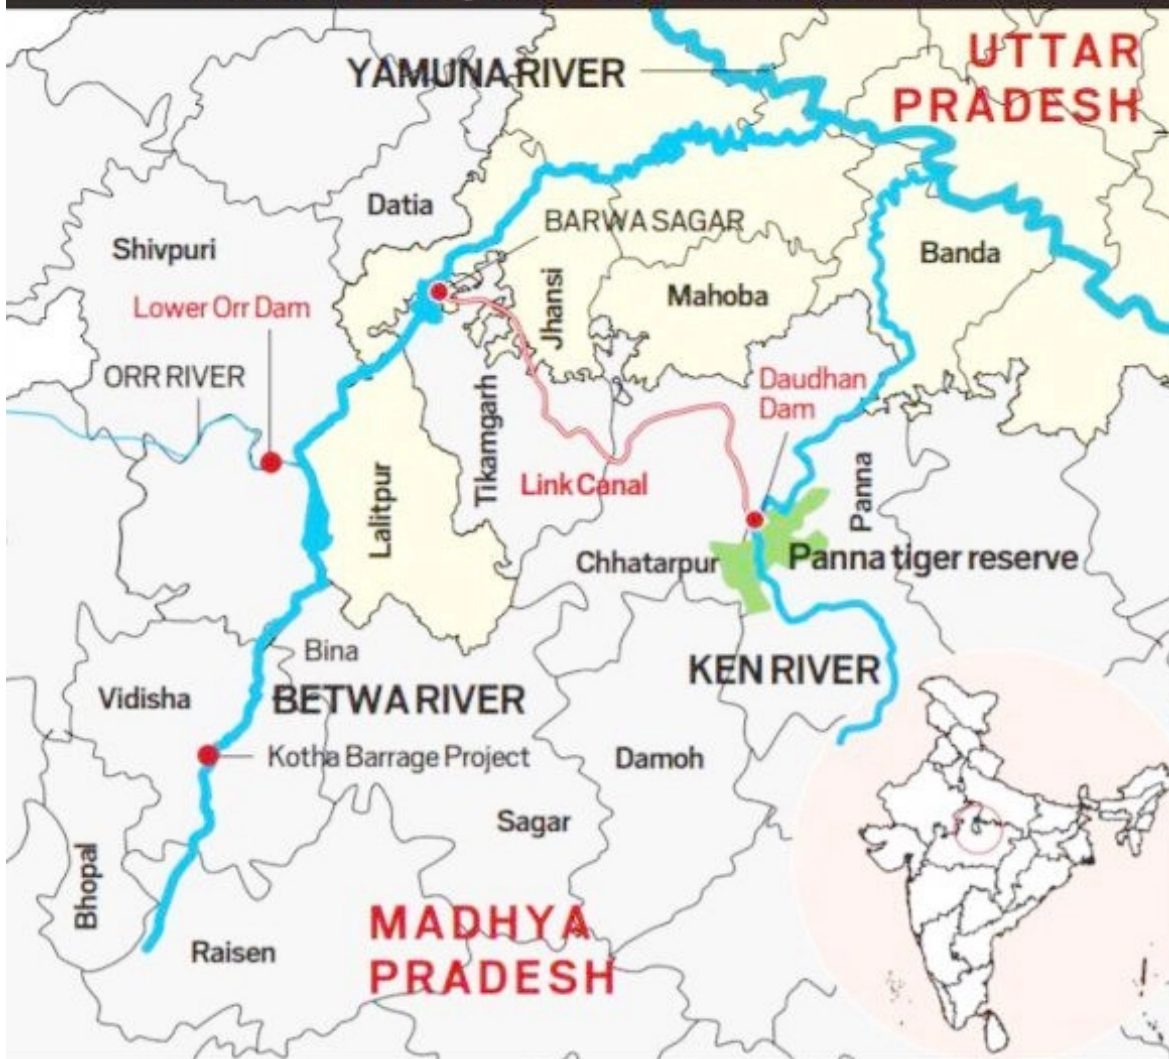 YAMUNA RIVER
UTTAR
PRADESH
Datia
BARWA SAGAR
Shivpuri
Banda
Jhansi
Mahoba
Lower Orr Dam
ORR RIVER
Daudhan
Dam
Tikamgarh
Link Canal
Panna
Lalitpur
Chhatarpur
Panna tiger reserve
Bina
KEN RIVER
Vidisha
BETWA RIVER
Kotha Barrage Project
Damoh
Sagar
Bhopal
MADHYA
PRADESH
Raisen